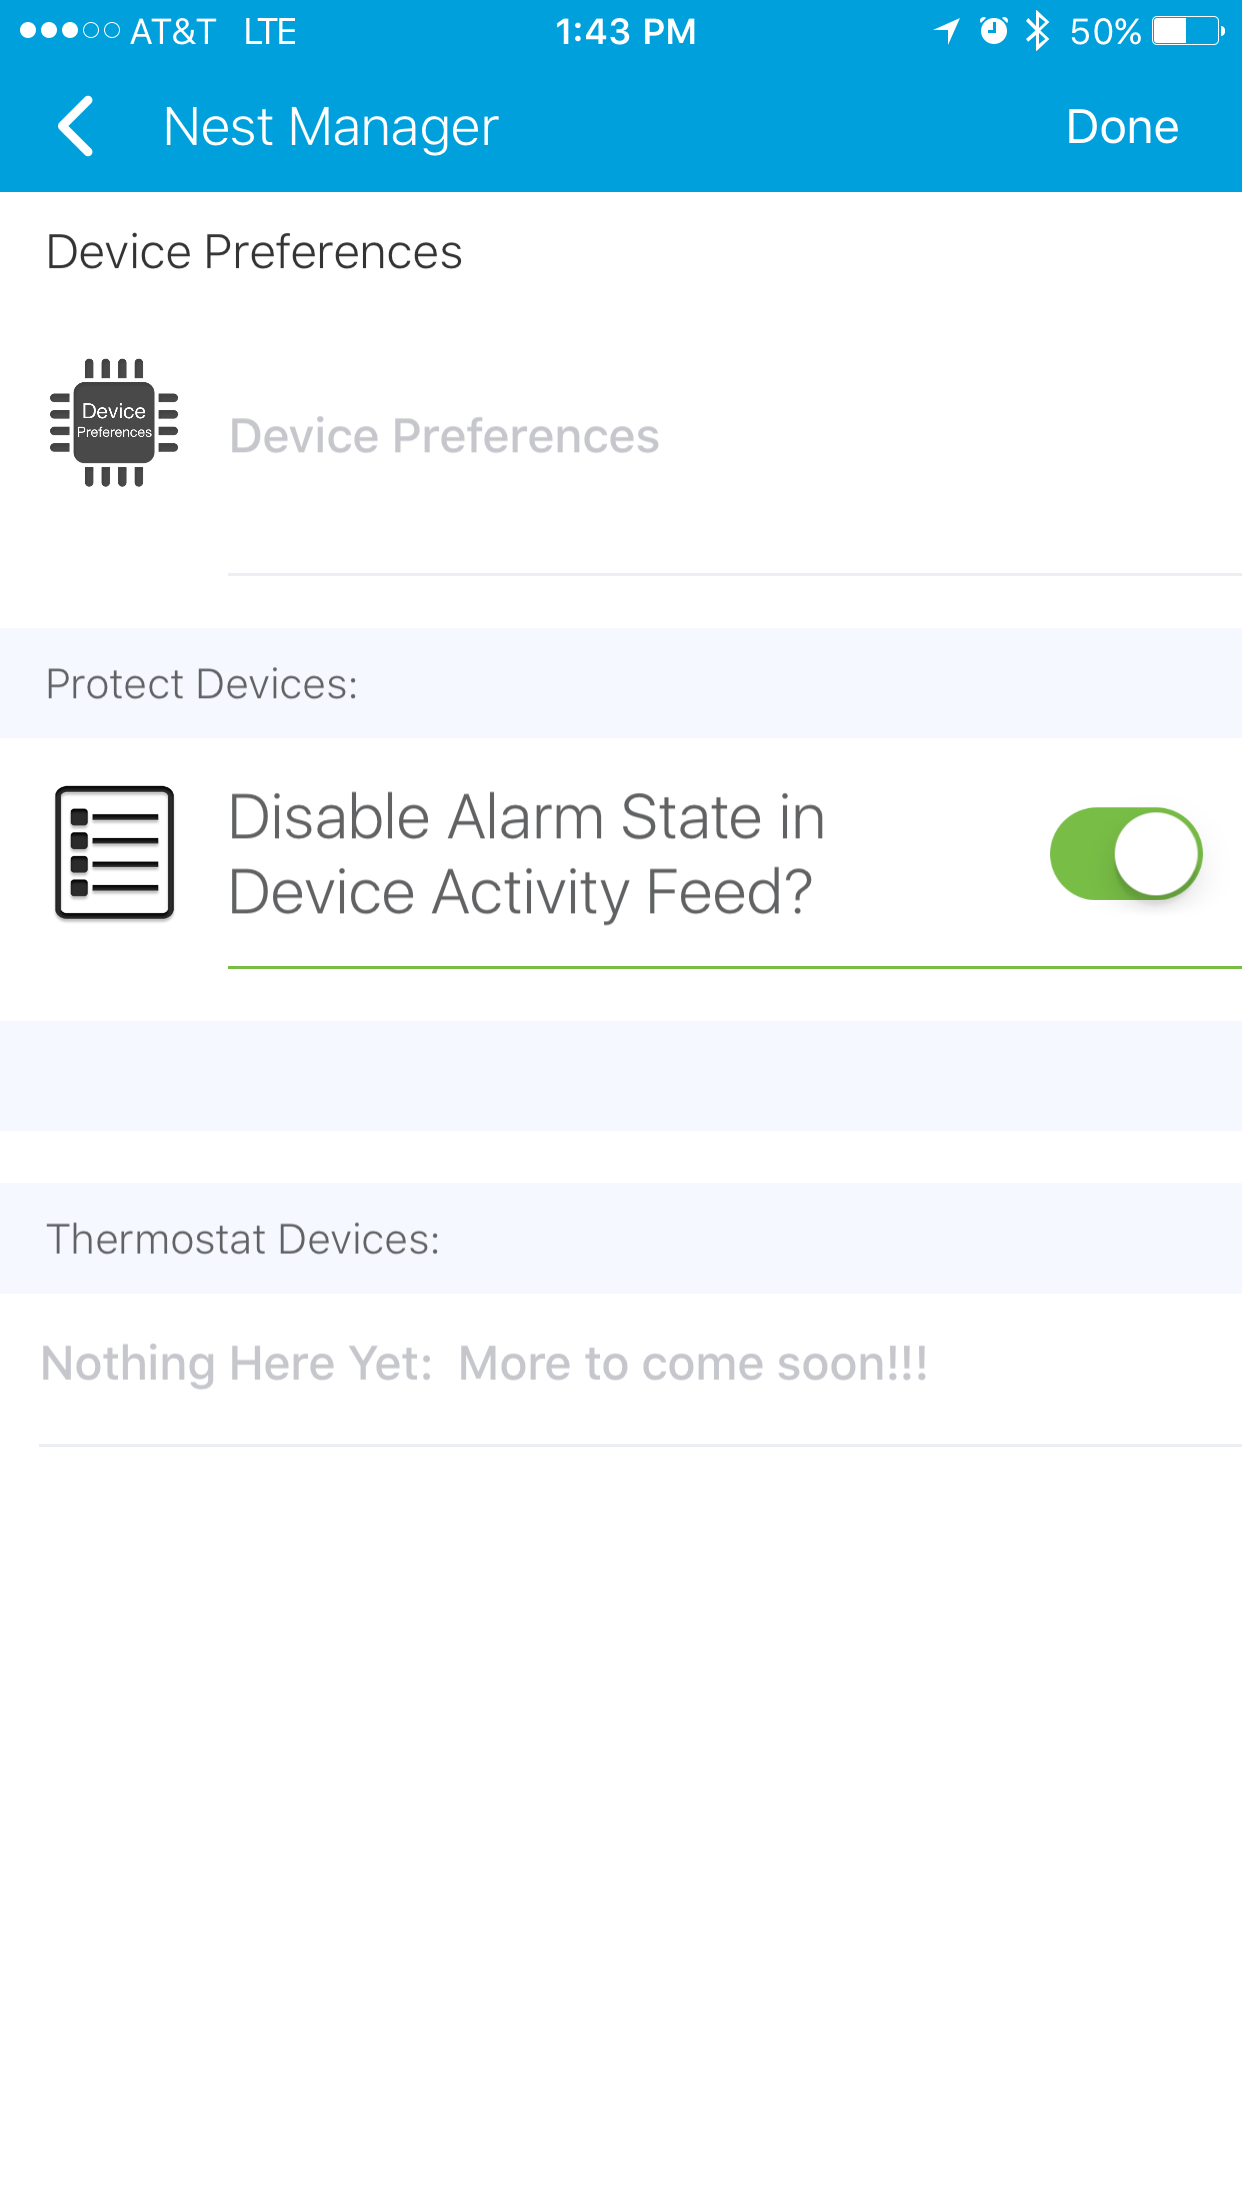 AT&T LTE 1:43 PM 50%
Nest Manager Done
Device Preferences
Device
Preferences
Device Preferences
Protect Devices:
Disable Alarm State in
Device Activity Feed?
Thermostat Devices:
Nothing Here Yet: More to come soon!!!